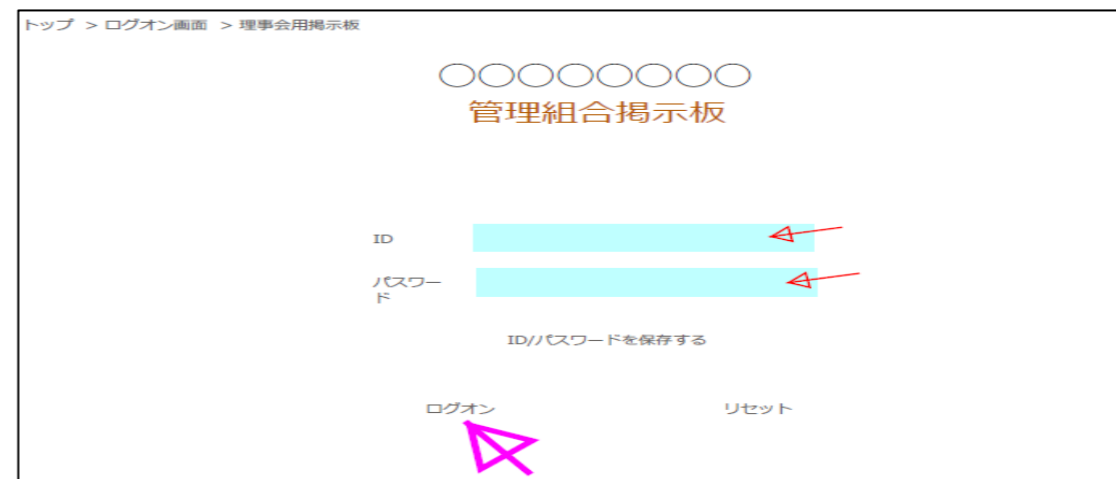 トップ > ログオン画面 > 理事会用掲示板
○○○○○○○○
管理組合掲示板
ID
パスワー
ド
ID/パスワードを保存する
ログオン リセット